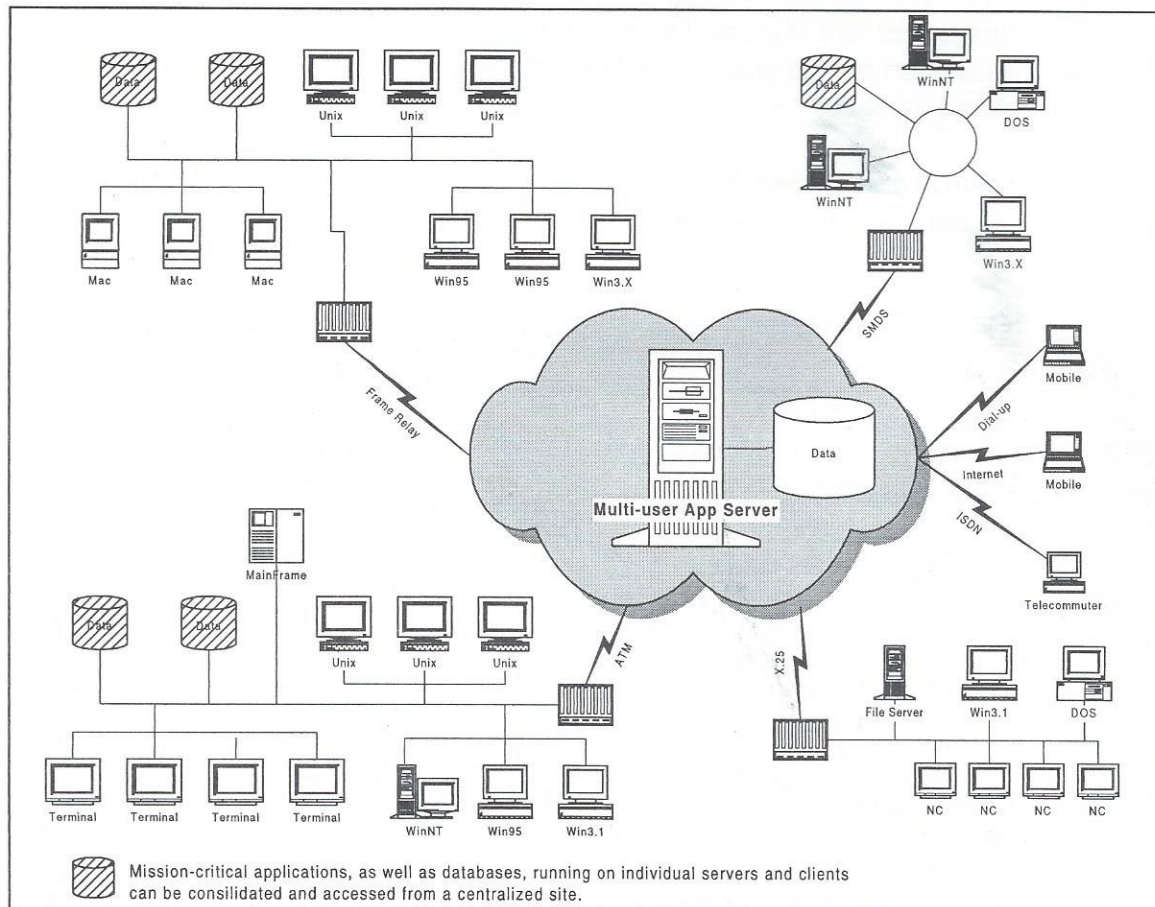 Data
Data
Unix
Unix
Unix
Mac
Mac
Mac
Win95
Win95
Win3.X
Frame Relay
Data
WinNT
DOS
WinNT
Win3.X
SMDS
Multi-user App Server
Data
Dial-up
Mobile
Internet
Mobile
ISDN
Telecommuter
MainFrame
Data
Data
Unix
Unix
Unix
ATM
Terminal
Terminal
Terminal
Terminal
WinNT
Win95
Win3.1
X.25
File Server
Win3.1
DOS
NC
NC
NC
NC
Mission-critical applications, as well as databases, running on individual servers and clients
can be consilidated and accessed from a centralized site.